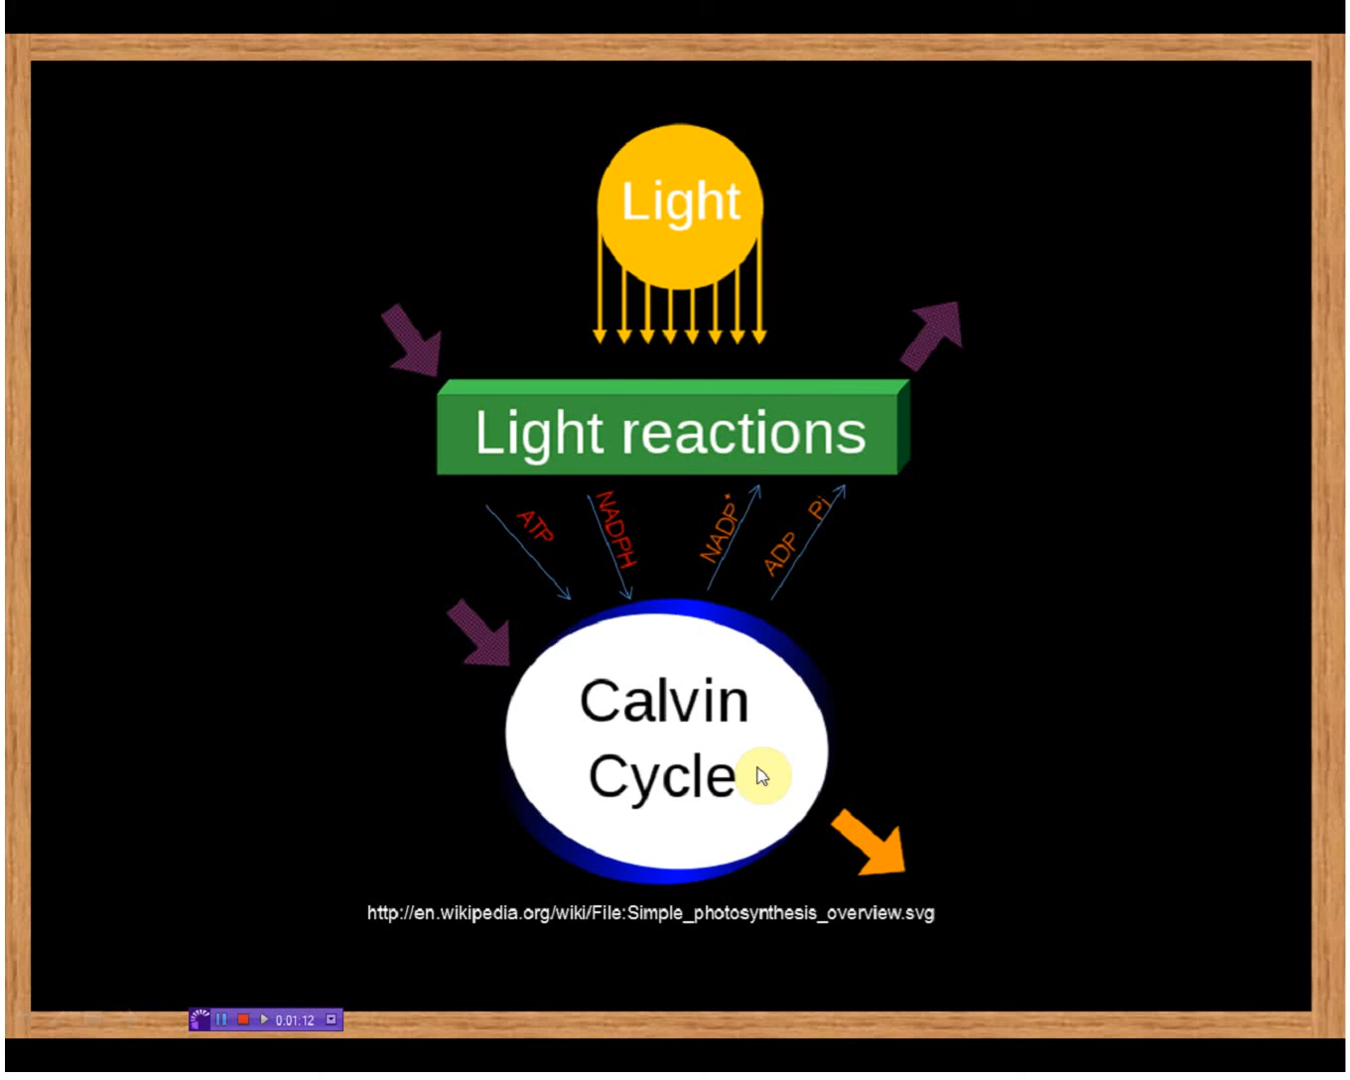 Light
Light reactions
ATP
NADPH
NADP+
ADP Pi
Calvin
Cycle
http://en.wikipedia.org/wiki/File:Simple_photosynthesis_overview.svg
0:01:12